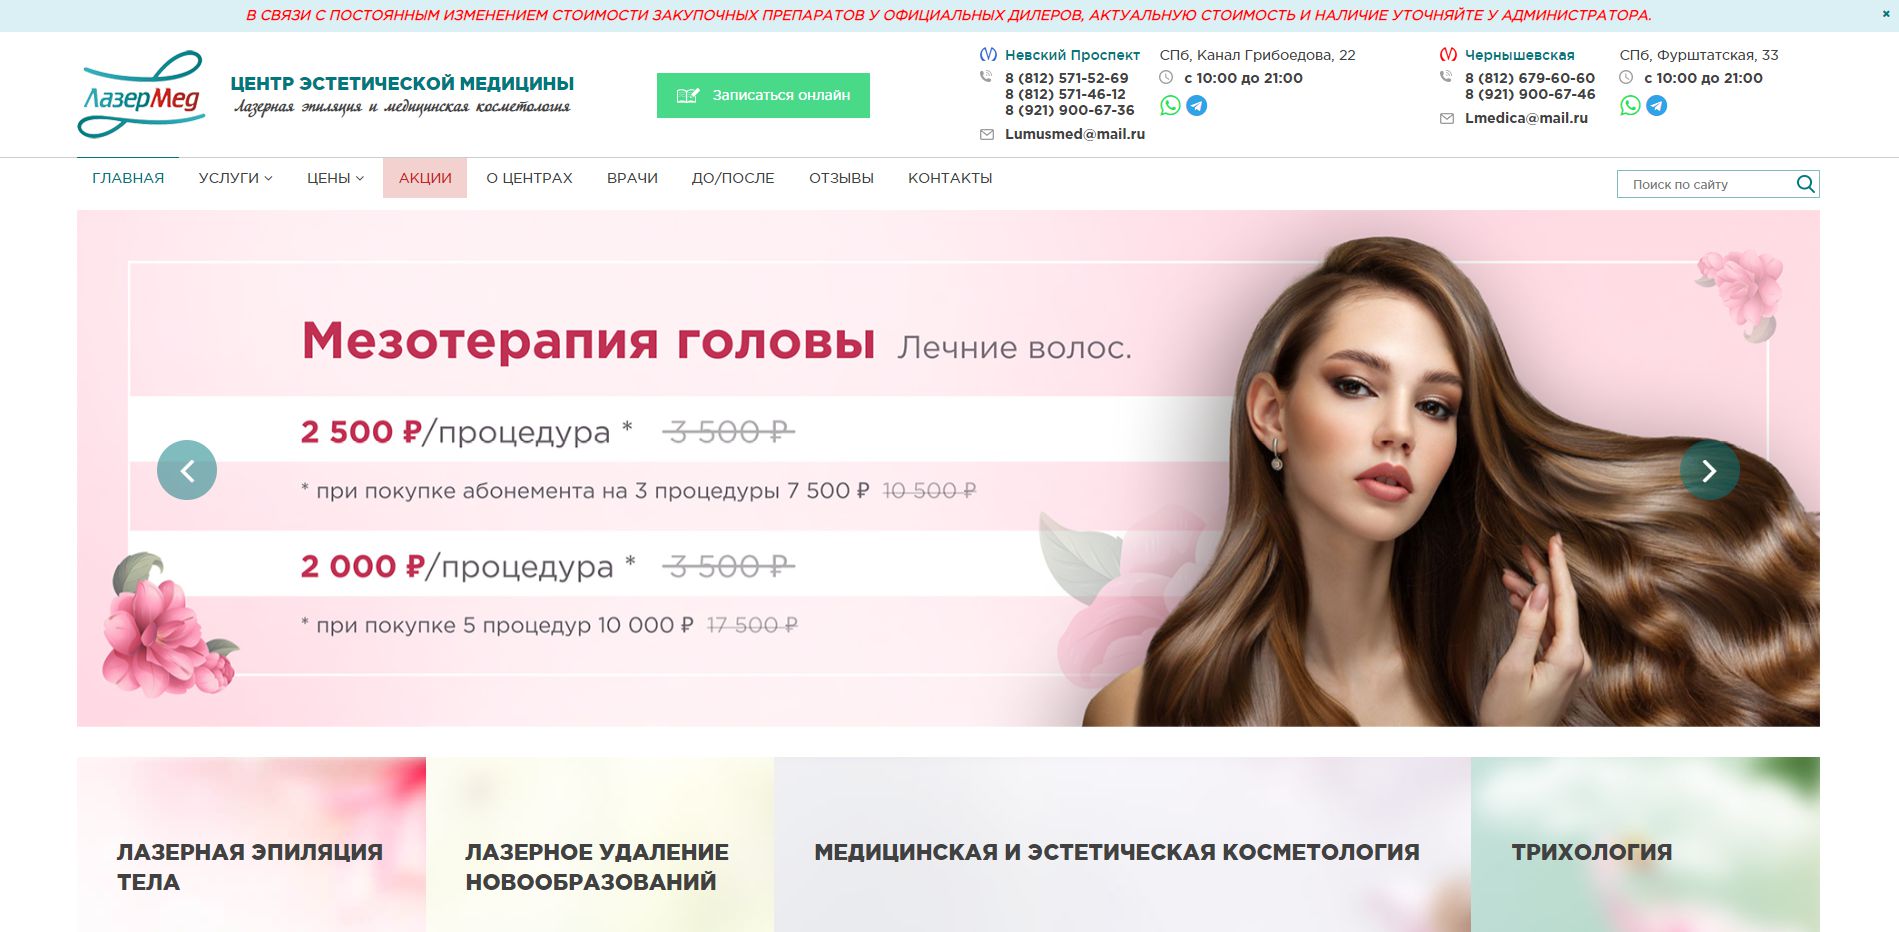 В СВЯЗИ С ПОСТОЯННЫМ ИЗМЕНЕНИЕМ СТОИМОСТИ ЗАКУПОЧНЫХ ПРЕПАРАТОВ У ОФИЦИАЛЬНЫХ ДИЛЕРОВ, АКТУАЛЬНУЮ СТОИМОСТЬ И НАЛИЧИЕ УТОЧНЯЙТЕ У АДМИНИСТРАТОРА.
ЛазерМед
ЦЕНТР ЭСТЕТИЧЕСКОЙ МЕДИЦИНЫ
Лазерная эпиляция и медицинская косметология
Записаться онлайн
Невский Проспект
8 (812) 571-52-69
8 (812) 571-46-12
8 (921) 900-67-36
Lumusmed@mail.ru
СПб, Канал Грибоедова, 22
с 10:00 до 21:00
Чернышевская
8 (812) 679-60-60
8 (921) 900-67-46
Lmedica@mail.ru
СПб, Фурштатская, 33
с 10:00 до 21:00
ГЛАВНАЯ УСЛУГИ ЦЕНЫ АКЦИИ О ЦЕНТРАХ ВРАЧИ ДО/ПОСЛЕ ОТЗЫВЫ КОНТАКТЫ
Поиск по сайту
Мезотерапия головы Лечние волос.
2 500 ₽/процедура * 3 500 ₽
* при покупке абонемента на 3 процедуры 7 500 ₽ 10 500 ₽
2 000 ₽/процедура * 3 500 ₽
* при покупке 5 процедур 10 000 ₽ 17 500 ₽
ЛАЗЕРНАЯ ЭПИЛЯЦИЯ
ТЕЛА
ЛАЗЕРНОЕ УДАЛЕНИЕ
НОВООБРАЗОВАНИЙ
МЕДИЦИНСКАЯ И ЭСТЕТИЧЕСКАЯ КОСМЕТОЛОГИЯ
ТРИХОЛОГИЯ